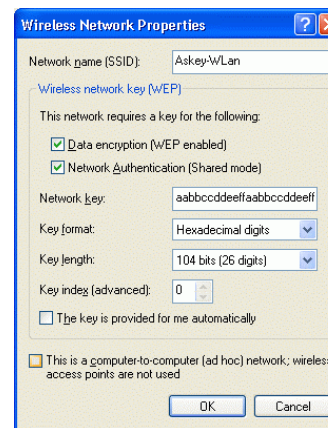 Wireless Network Properties
Network name (SSID): Askey-WLan
Wireless network key (WEP)
This network requires a key for the following:
Data encryption (WEP enabled)
Network Authentication (Shared mode)
Network key: aabbccddeeffaabbccddeeff
Key format: Hexadecimal digits
Key length: 104 bits (26 digits)
Key index (advanced): 0
The key is provided for me automatically
This is a computer-to-computer (ad hoc) network; wireless
access points are not used
OK Cancel